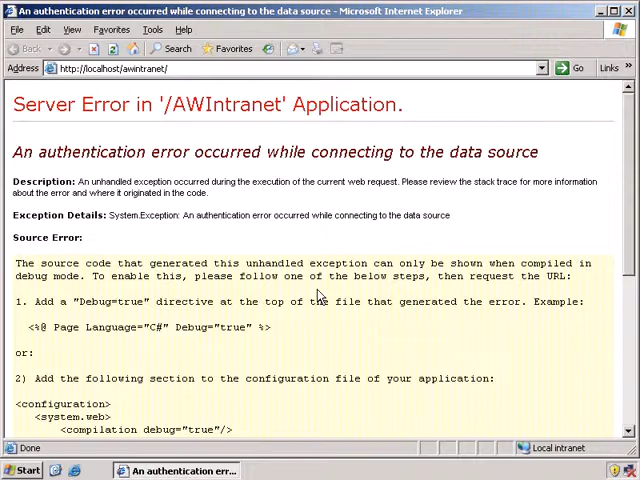 An authentication error occurred while connecting to the data source - Microsoft Internet Explorer
File Edit View Favorites Tools Help
Back Search Favorites
Address http://localhost/awintranet/ Go Links »
Server Error in '/AWIntranet' Application.
An authentication error occurred while connecting to the data source
Description: An unhandled exception occurred during the execution of the current web request. Please review the stack trace for more information
about the error and where it originated in the code.
Exception Details: System.Exception: An authentication error occurred while connecting to the data source
Source Error:
The source code that generated this unhandled exception can only be shown when compiled in
debug mode. To enable this, please follow one of the below steps, then request the URL:
1. Add a "Debug=true" directive at the top of the file that generated the error. Example:
<%@ Page Language="C#" Debug="true" %>
or:
2) Add the following section to the configuration file of your application:
<configuration>
<system.web>
<compilation debug="true"/>
Done Local intranet
Start An authentication err...